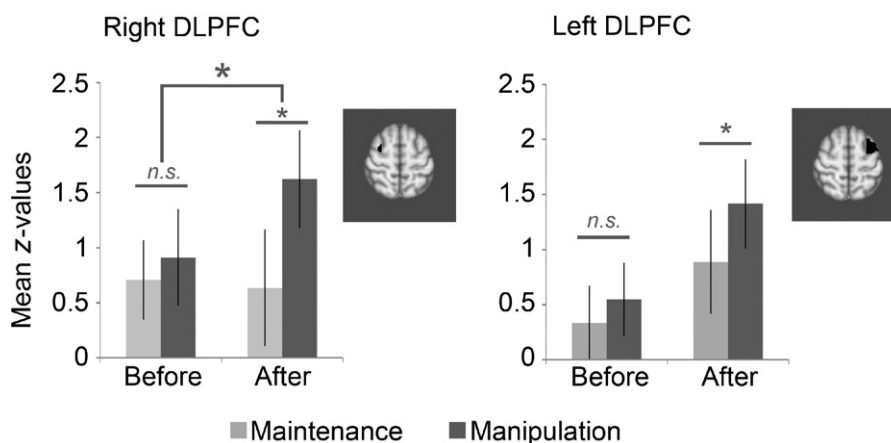 Right DLPFC
Left DLPFC
Mean z-values
2.5
2
1.5
1
0.5
0
*
*
n.s.
Before
After
2.5
2
1.5
1
0.5
0
*
n.s.
Before
After
Maintenance Manipulation